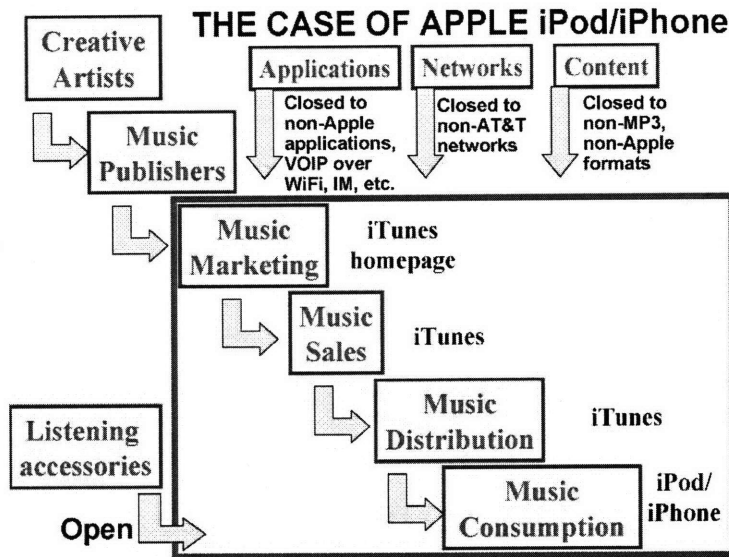 THE CASE OF APPLE iPod/iPhone
Creative
Artists
Applications
Networks
Content
Closed to
non-Apple
applications,
VOIP over
WiFi, IM, etc.
Closed to
non-AT&T
networks
Closed to
non-MP3,
non-Apple
formats
Music
Publishers
Music
Marketing
iTunes
homepage
Music
Sales
iTunes
Music
Distribution
iTunes
Listening
accessories
Music
Consumption
iPod/
iPhone
Open